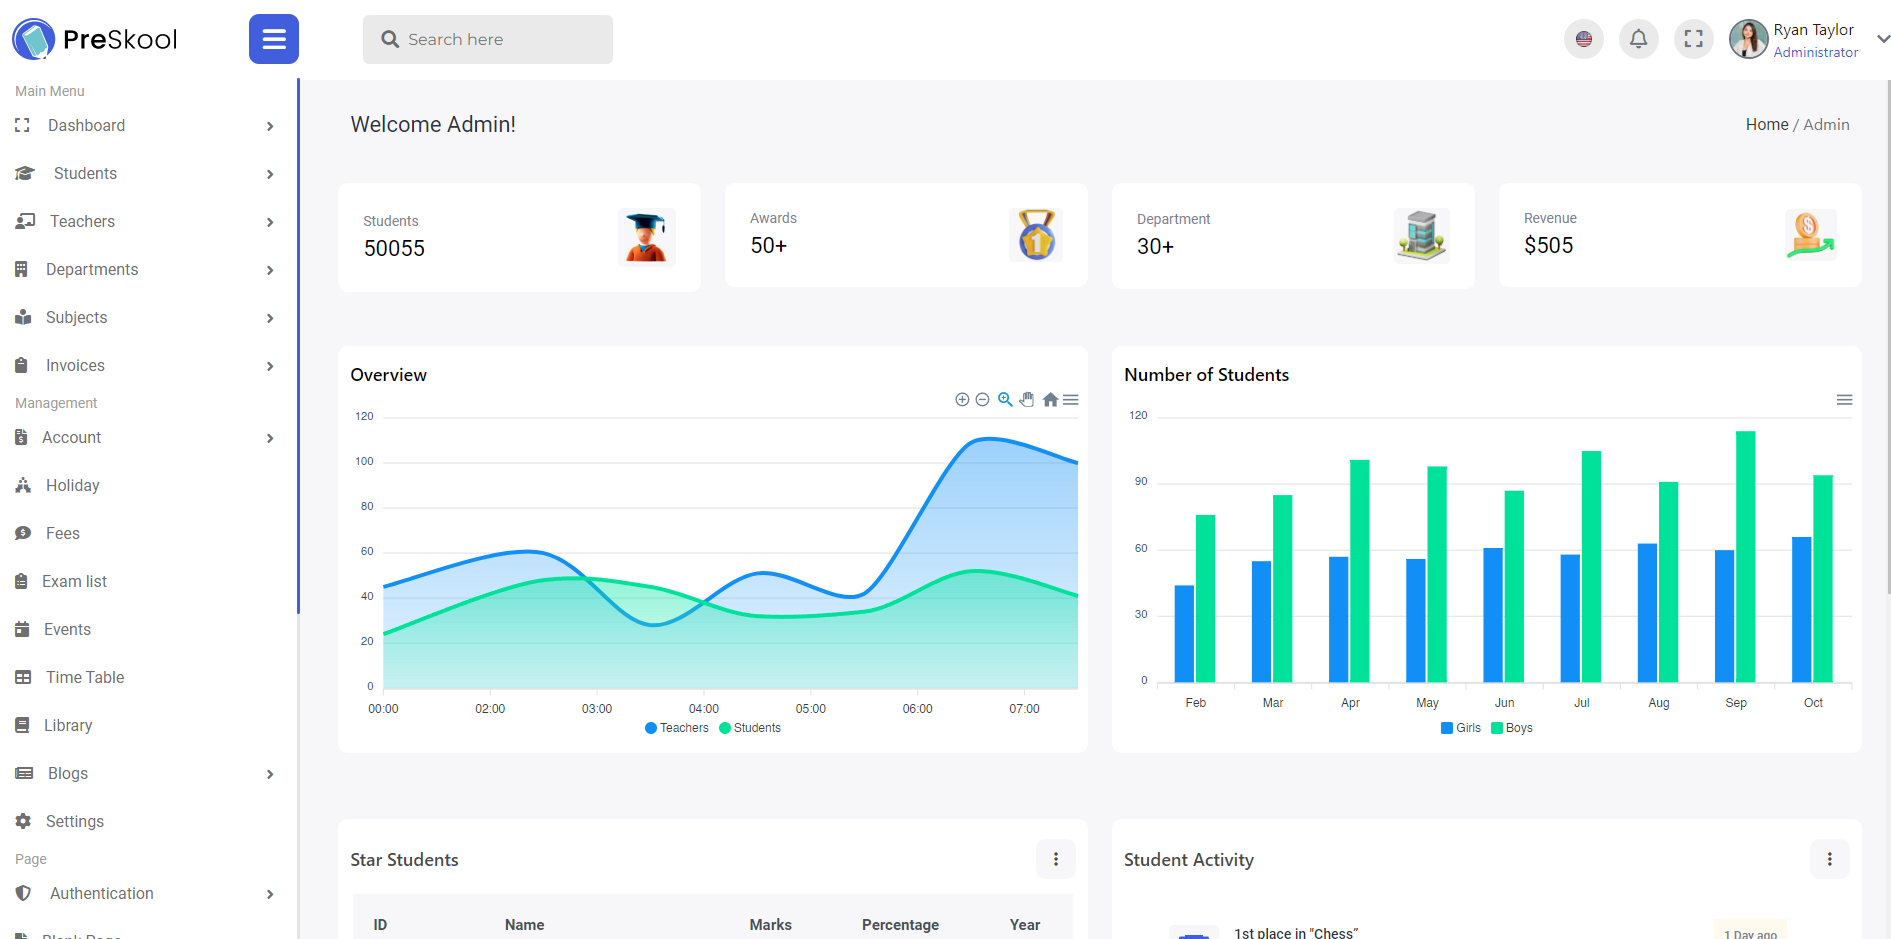 PreSkool
Search here
Ryan Taylor
Administrator
Main Menu
Dashboard
Students
Teachers
Departments
Subjects
Invoices
Management
Account
Holiday
Fees
Exam list
Events
Time Table
Library
Blogs
Settings
Page
Authentication
Blank Page
Welcome Admin!
Home / Admin
Students
50055
Awards
50+
1
Department
30+
Revenue
$505
Overview
120
100
80
60
40
20
0
00:00 02:00 03:00 04:00 05:00 06:00 07:00
Teachers Students
Number of Students
120
90
60
30
0
Feb Mar Apr May Jun Jul Aug Sep Oct
Girls Boys
Star Students
ID Name Marks Percentage Year
Student Activity
1st place in "Chess”
1 Day ago